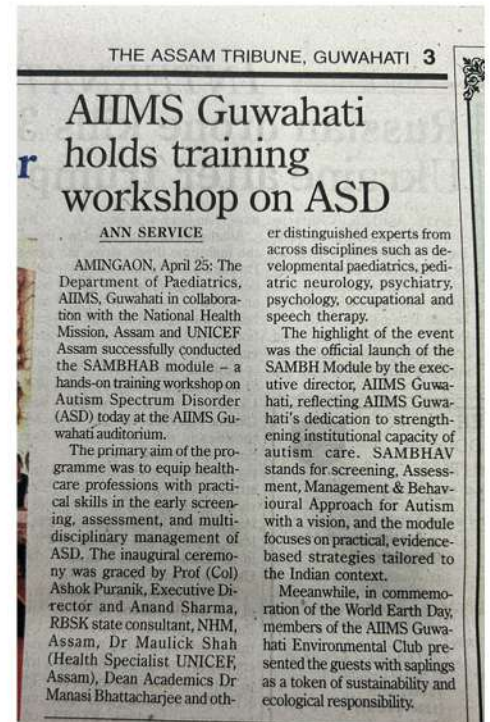 THE ASSAM TRIBUNE, GUWAHATI 3
AIIMS Guwahati
holds training
workshop on ASD
ANN SERVICE
AMINGAON, April 25: The
Department of Paediatrics,
AIIMS, Guwahati in collabora-
tion with the National Health
Mission, Assam and UNICEF
Assam successfully conducted
the SAMBHAB module – a
hands-on training workshop on
Autism Spectrum Disorder
(ASD) today at the AIIMS Gu-
wahati auditorium.
The primary aim of the pro-
gramme was to equip health-
care professions with practi-
cal skills in the early screen-
ing, assessment, and multi-
disciplinary management of
ASD. The inaugural ceremo-
ny was graced by Prof (Col)
Ashok Puranik, Executive Di-
rector and Anand Sharma,
RBSK state consultant, NHM,
Assam, Dr Maulick Shah
(Health Specialist UNICEF,
Assam), Dean Academics Dr
Manasi Bhattacharjee and oth-
er distinguished experts from
across disciplines such as de-
velopmental paediatrics, pedi-
atric neurology, psychiatry,
psychology, occupational and
speech therapy.
The highlight of the event
was the official launch of the
SAMBH Module by the exec-
utive director, AIIMS Guwa-
hati, reflecting AIIMS Guwa-
hati's dedication to strength-
ening institutional capacity of
autism care. SAMBHAV
stands for screening, Assess-
ment, Management & Behav-
ioural Approach for Autism
with a vision, and the module
focuses on practical, evidence-
based strategies tailored to
the Indian context.
Meeanwhile, in commemo-
ration of the World Earth Day,
members of the AIIMS Guwa-
hati Environmental Club pre-
sented the guests with saplings
as a token of sustainability and
ecological responsibility.